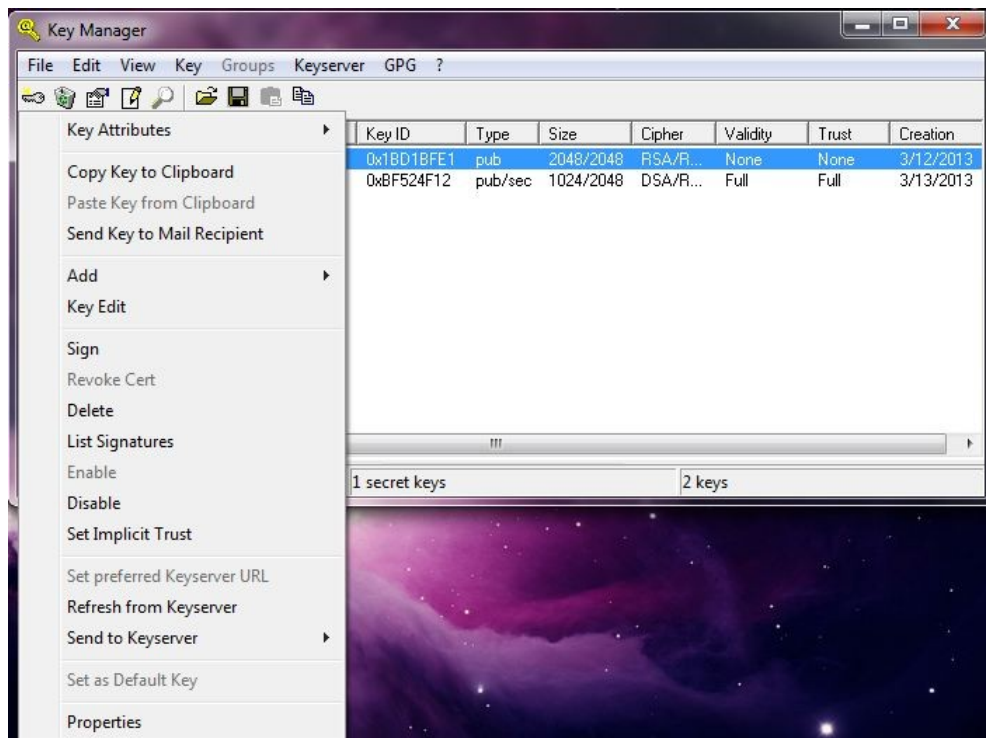 Key Manager
File Edit View Key Groups Keyserver GPG ?
Key ID Type Size Cipher Validity Trust Creation
0x1BD1BFE1 pub 2048/2048 RSA/R... None None 3/12/2013
0xBF524F12 pub/sec 1024/2048 DSA/R... Full Full 3/13/2013
1 secret keys 2 keys
Key Attributes
Copy Key to Clipboard
Paste Key from Clipboard
Send Key to Mail Recipient
Add
Key Edit
Sign
Revoke Cert
Delete
List Signatures
Enable
Disable
Set Implicit Trust
Set preferred Keyserver URL
Refresh from Keyserver
Send to Keyserver
Set as Default Key
Properties